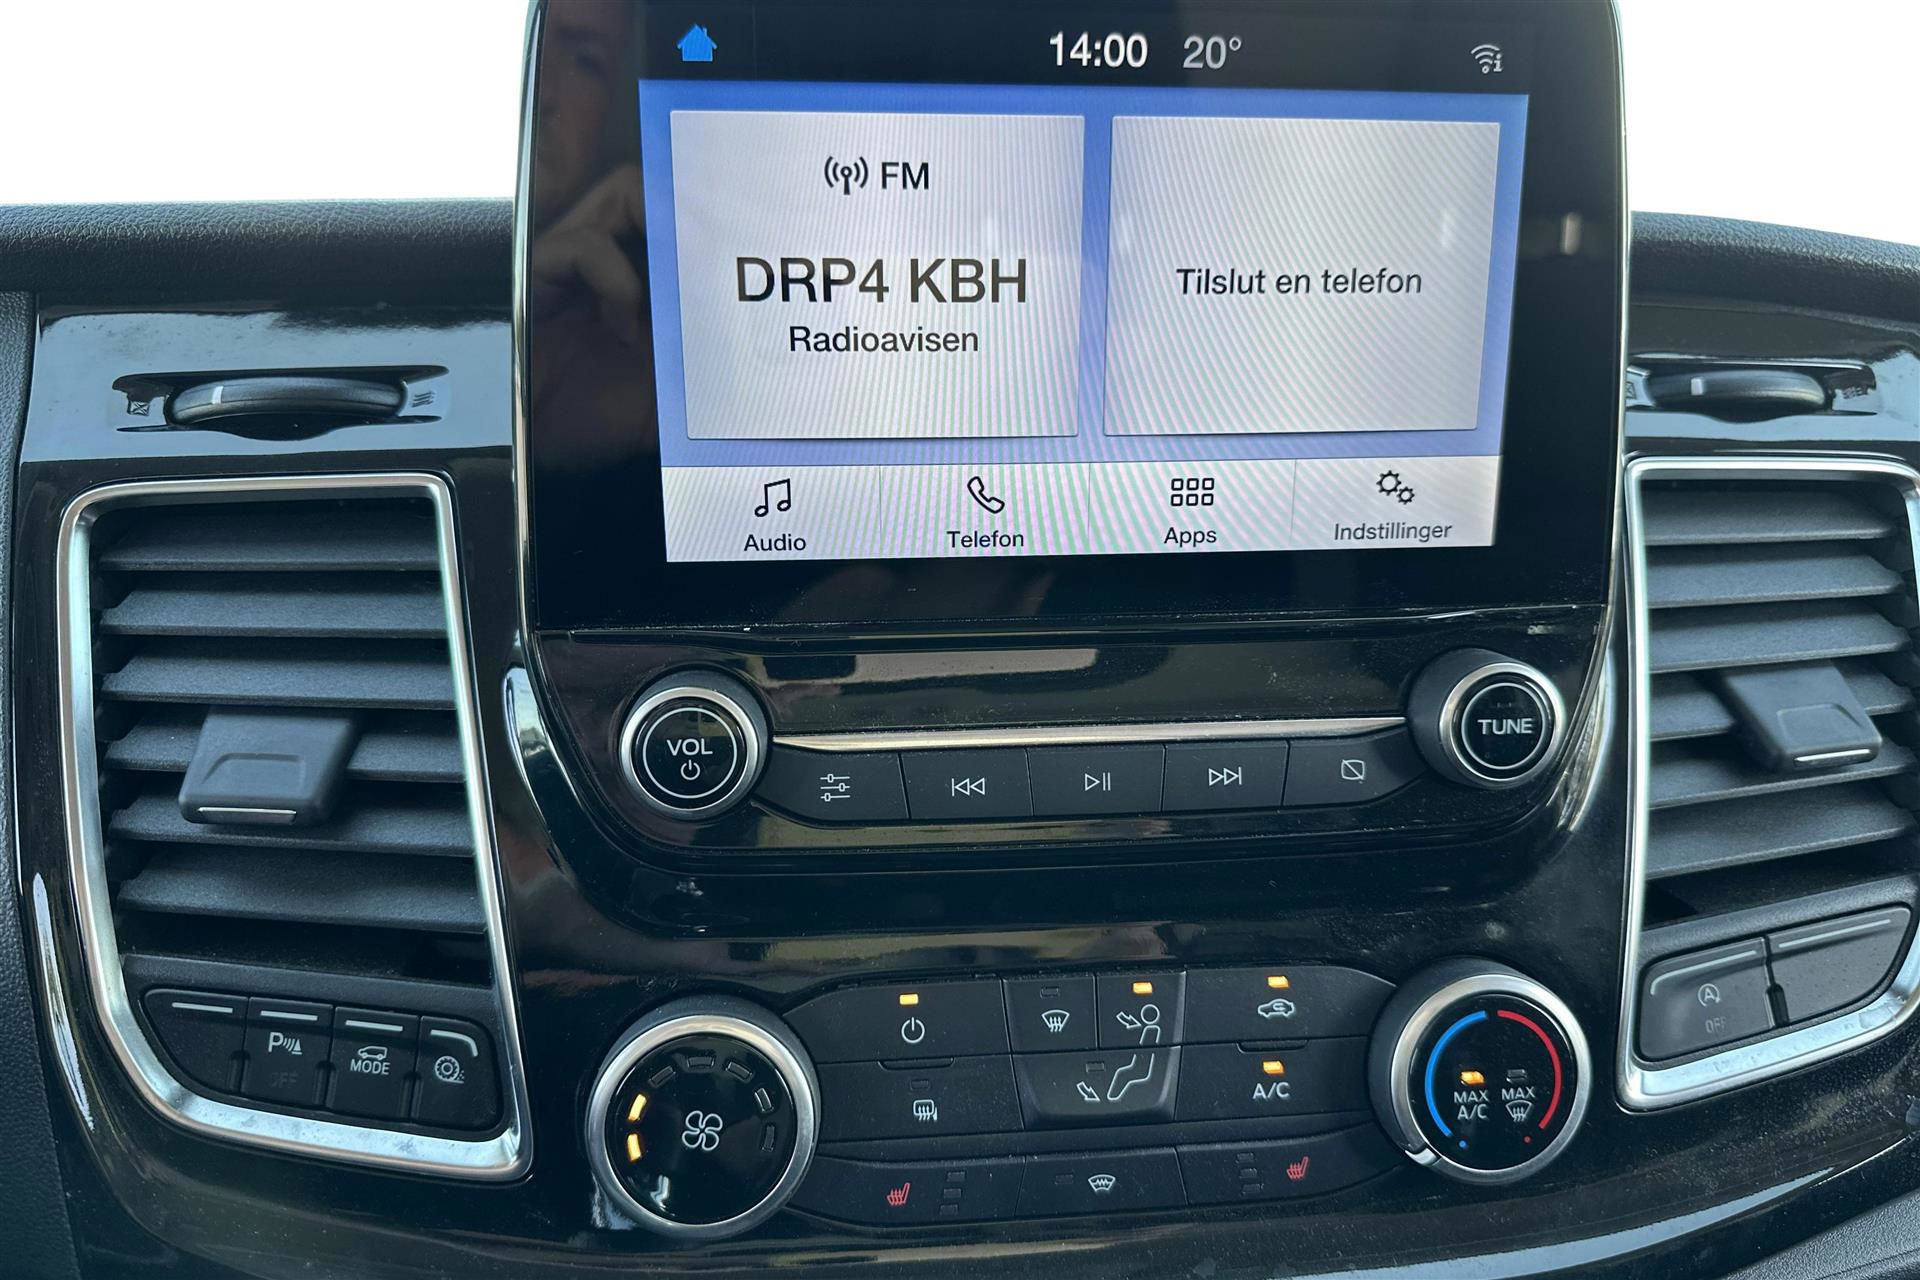 14:00 20°
FM
DRP4 KBH
Radioavisen
Tilslut en telefon
Audio
Telefon
Apps
Indstillinger
VOL
TUNE
P
OFF
MODE
A
OFF
A/C
MAX
A/C
MAX